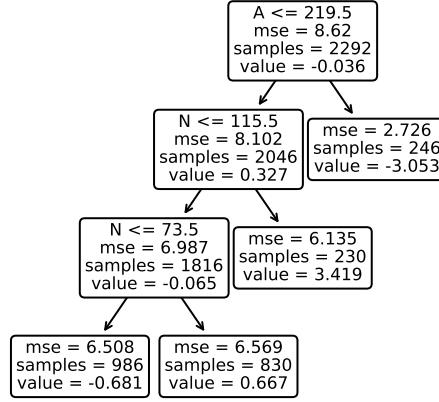 A <= 219.5
mse = 8.62
samples = 2292
value = -0.036
N <= 115.5
mse = 8.102
samples = 2046
value = 0.327
mse = 2.726
samples = 246
value = -3.053
N <= 73.5
mse = 6.987
samples = 1816
value = -0.065
mse = 6.135
samples = 230
value = 3.419
mse = 6.508
samples = 986
value = -0.681
mse = 6.569
samples = 830
value = 0.667